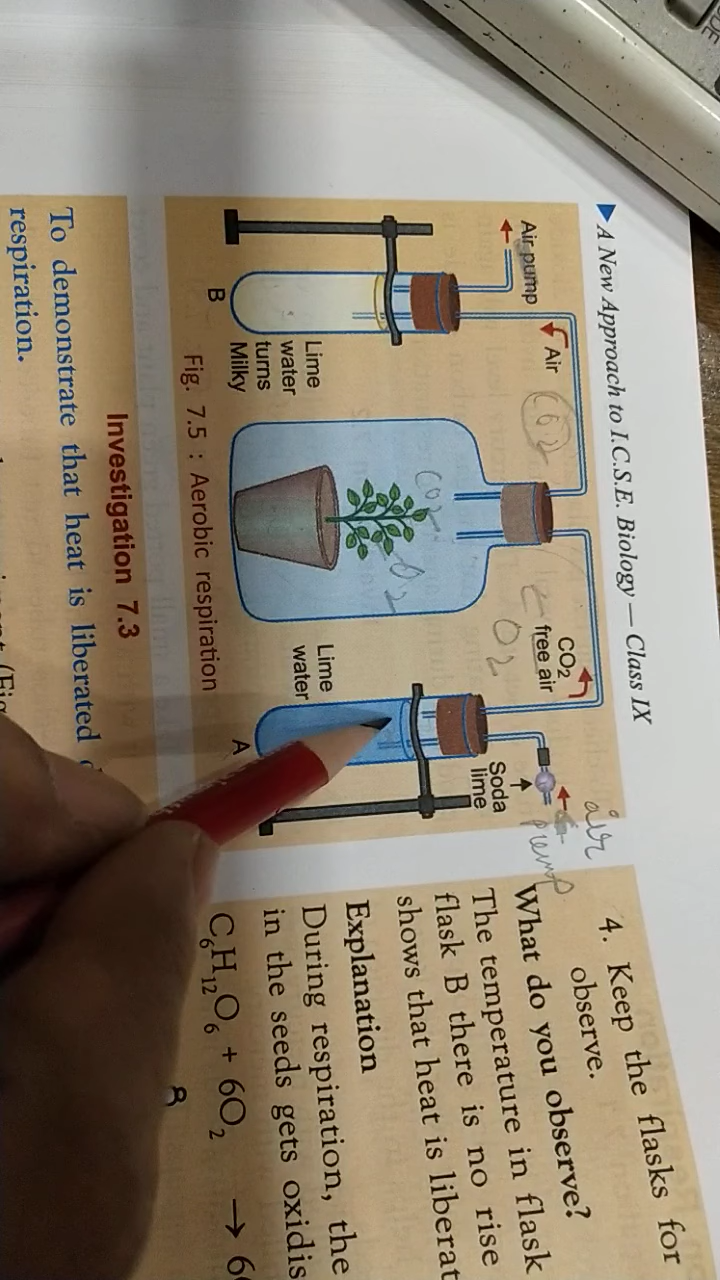 ▶ A New Approach to I.C.S.E. Biology — Class IX
Air pump
Air
CO2
CO2
free air
O2
air
pump
Soda
lime
CO2
O2
Lime
water
turns
Milky
B
Lime
water
A
Fig. 7.5 : Aerobic respiration
Investigation 7.3
To demonstrate that heat is liberated
respiration.
4. Keep the flasks for
observe.
What do you observe?
The temperature in flask
flask B there is no rise
shows that heat is liberat
Explanation
During respiration, the
in the seeds gets oxidis
C6H12O6 + 6O2 → 6